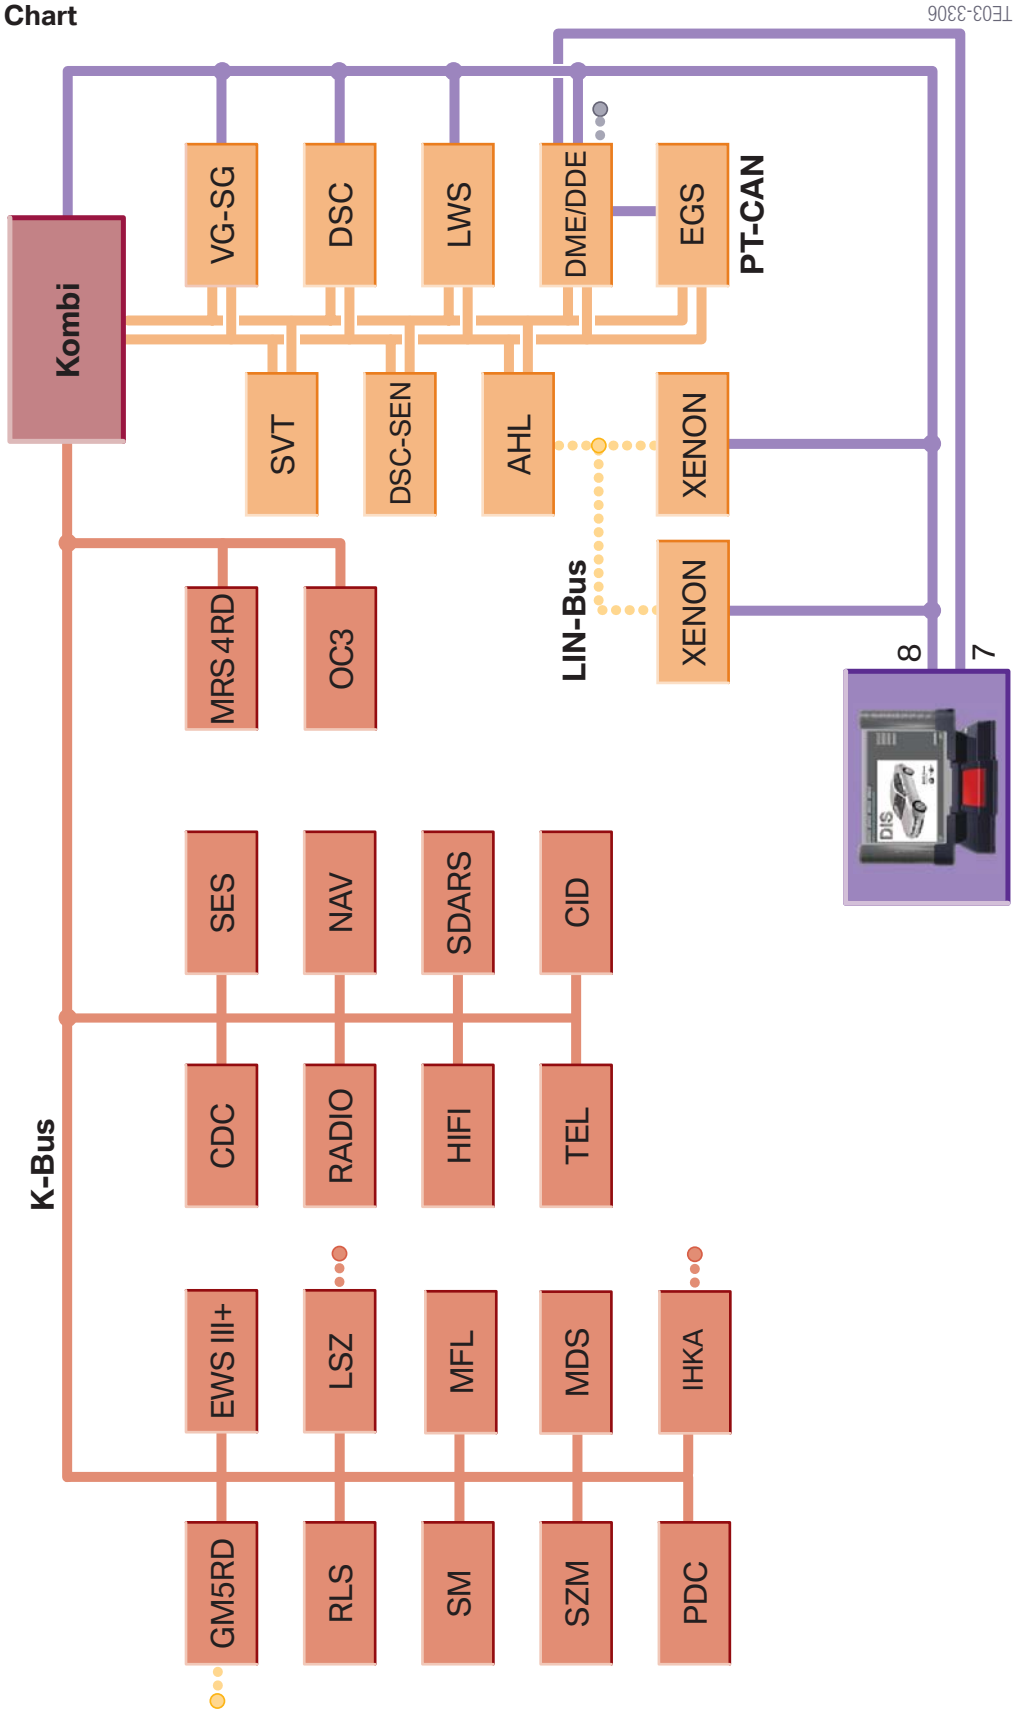 Chart
TE03-3306
Kombi
VG-SG
DSC
LWS
DME/DDE
EGS
PT-CAN
SVT
DSC-SEN
AHL
XENON
LIN-Bus
XENON
MRS4RD
OC3
8
7
DIS
SES
NAV
SDARS
CID
K-Bus
CDC
RADIO
HIFI
TEL
EWS III+
LSZ
MFL
MDS
IHKA
GM5RD
RLS
SM
SZM
PDC